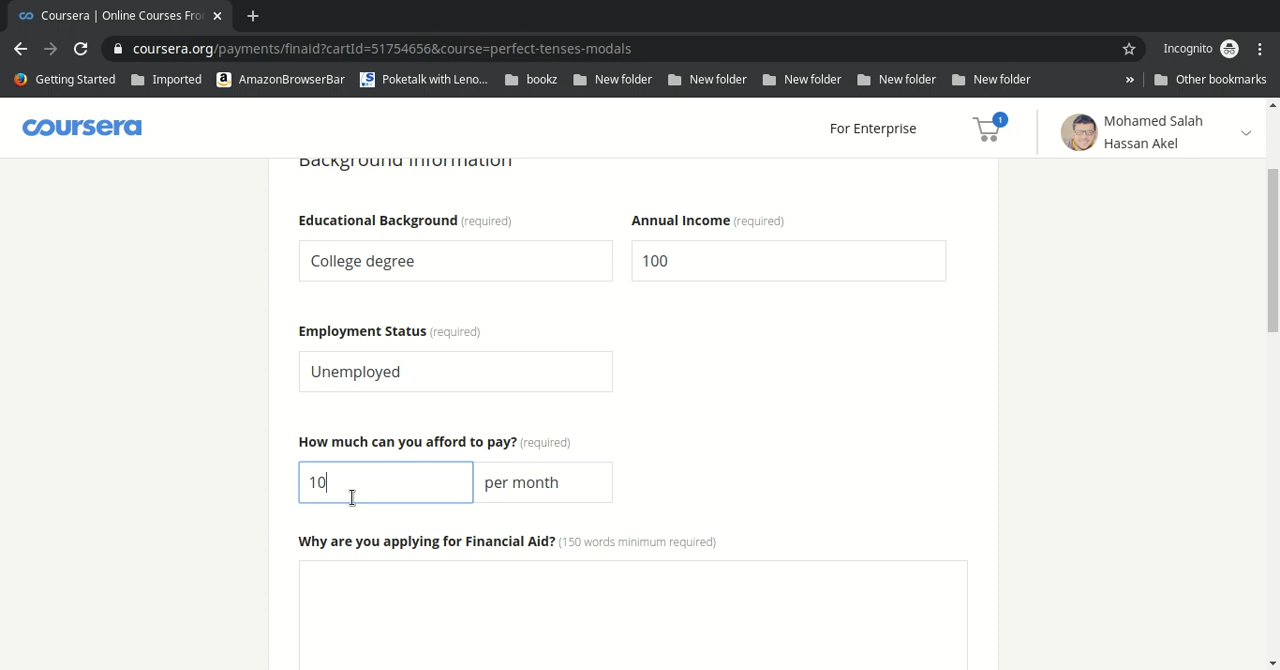 Coursera | Online Courses Fro
coursera.org/payments/finaid?cartId=51754656&course=perfect-tenses-modals
Incognito
Getting Started
Imported
AmazonBrowserBar
Poketalk with Leno...
bookz
New folder
New folder
New folder
New folder
New folder
»
Other bookmarks
coursera
For Enterprise
1
Mohamed Salah
Hassan Akel
Background Information
Educational Background (required)
Annual Income (required)
College degree
100
Employment Status (required)
Unemployed
How much can you afford to pay? (required)
10
per month
Why are you applying for Financial Aid? (150 words minimum required)